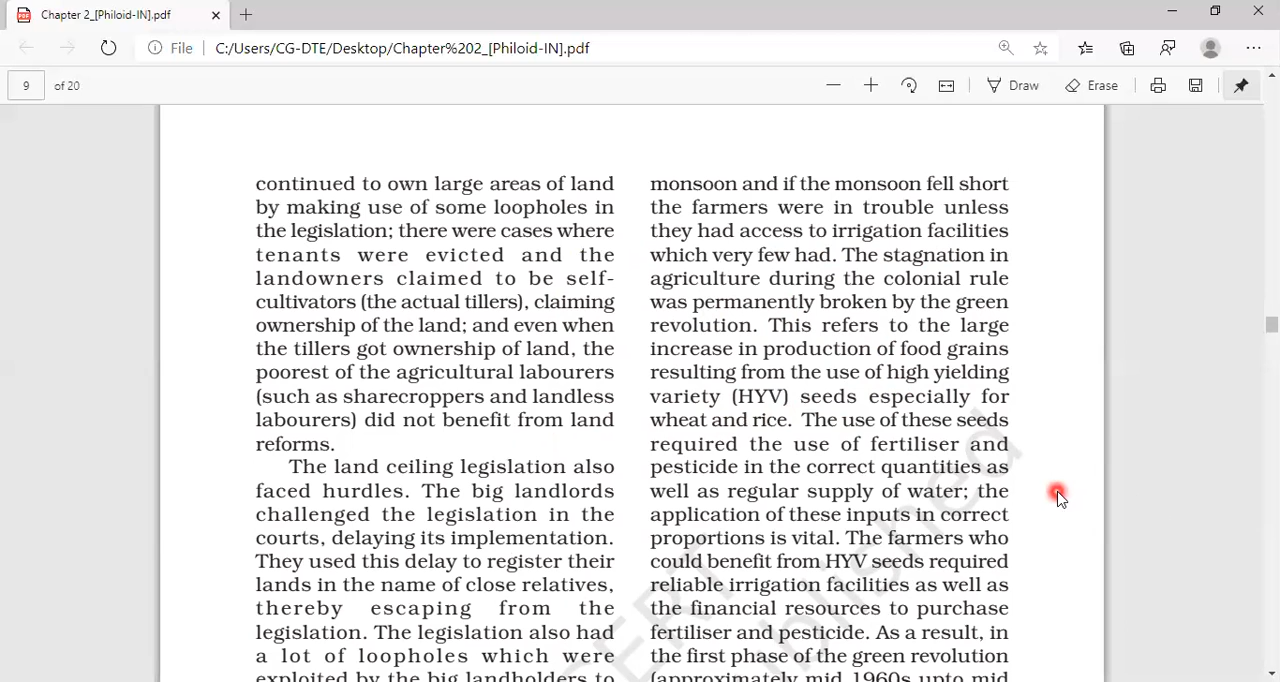 Chapter 2_[Philoid-IN].pdf
File
C:/Users/CG-DTE/Desktop/Chapter%202_[Philoid-IN].pdf
9 of 20
Draw
Erase
continued to own large areas of land
by making use of some loopholes in
the legislation; there were cases where
tenants were evicted and the
landowners claimed to be self-
cultivators (the actual tillers), claiming
ownership of the land; and even when
the tillers got ownership of land, the
poorest of the agricultural labourers
(such as sharecroppers and landless
labourers) did not benefit from land
reforms.
The land ceiling legislation also
faced hurdles. The big landlords
challenged the legislation in the
courts, delaying its implementation.
They used this delay to register their
lands in the name of close relatives,
thereby escaping from the
legislation. The legislation also had
a lot of loopholes which were
exploited by the big landholders to
monsoon and if the monsoon fell short
the farmers were in trouble unless
they had access to irrigation facilities
which very few had. The stagnation in
agriculture during the colonial rule
was permanently broken by the green
revolution. This refers to the large
increase in production of food grains
resulting from the use of high yielding
variety (HYV) seeds especially for
wheat and rice. The use of these seeds
required the use of fertiliser and
pesticide in the correct quantities as
well as regular supply of water; the
application of these inputs in correct
proportions is vital. The farmers who
could benefit from HYV seeds required
reliable irrigation facilities as well as
the financial resources to purchase
fertiliser and pesticide. As a result, in
the first phase of the green revolution
(approximately mid 1960s upto mid